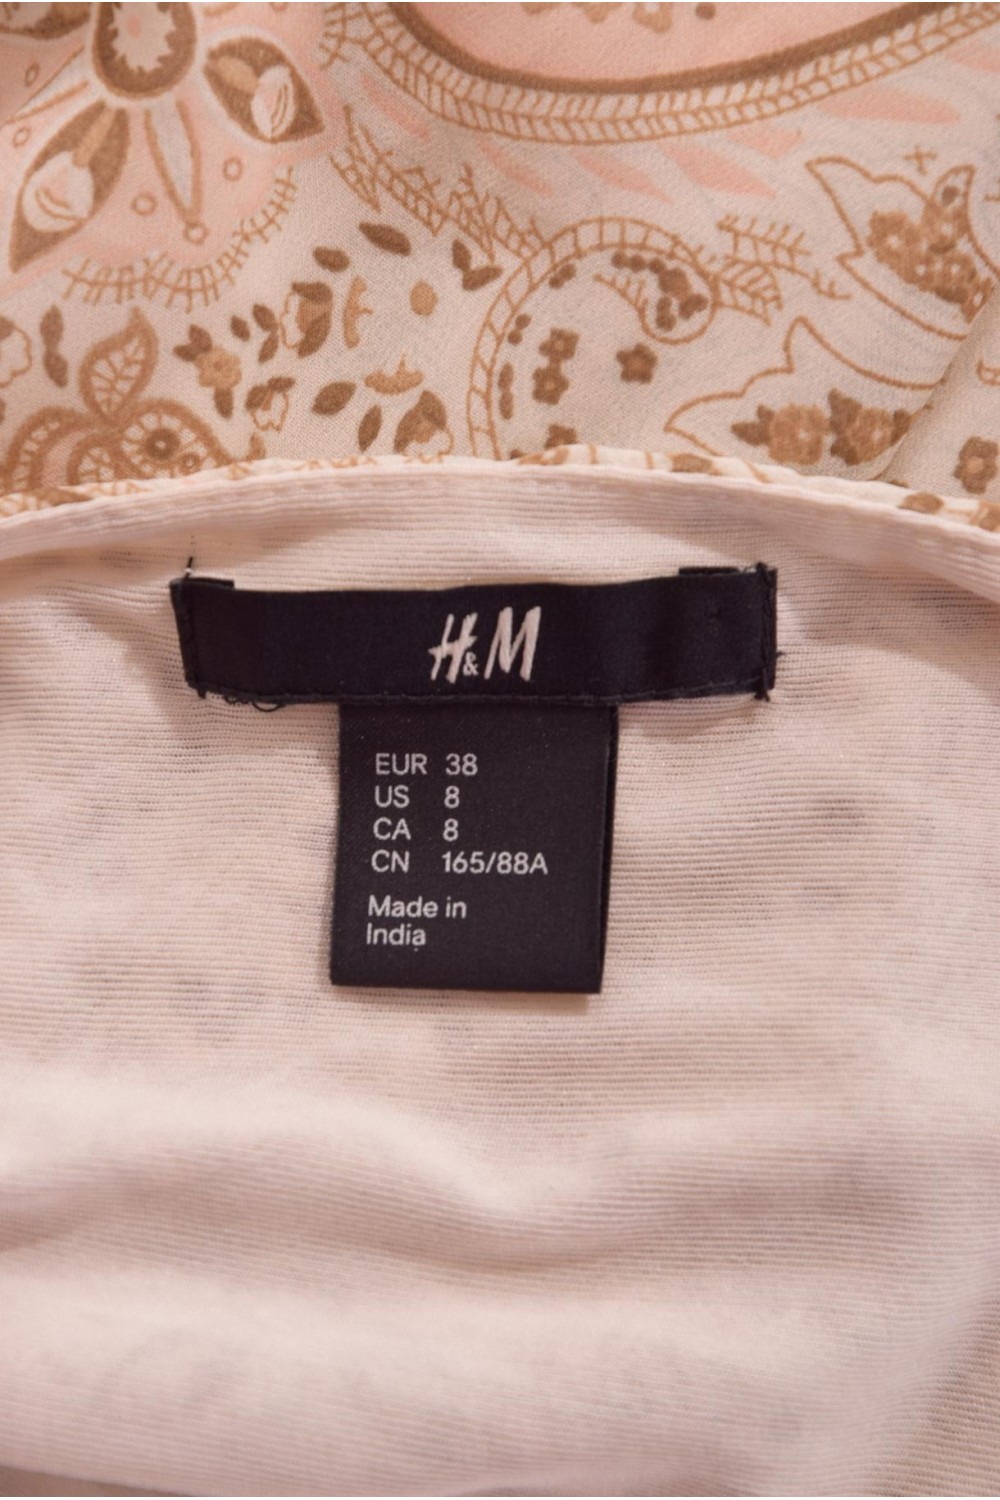 H&M
EUR 38
US 8
CA 8
CN 165/88A
Made in
India